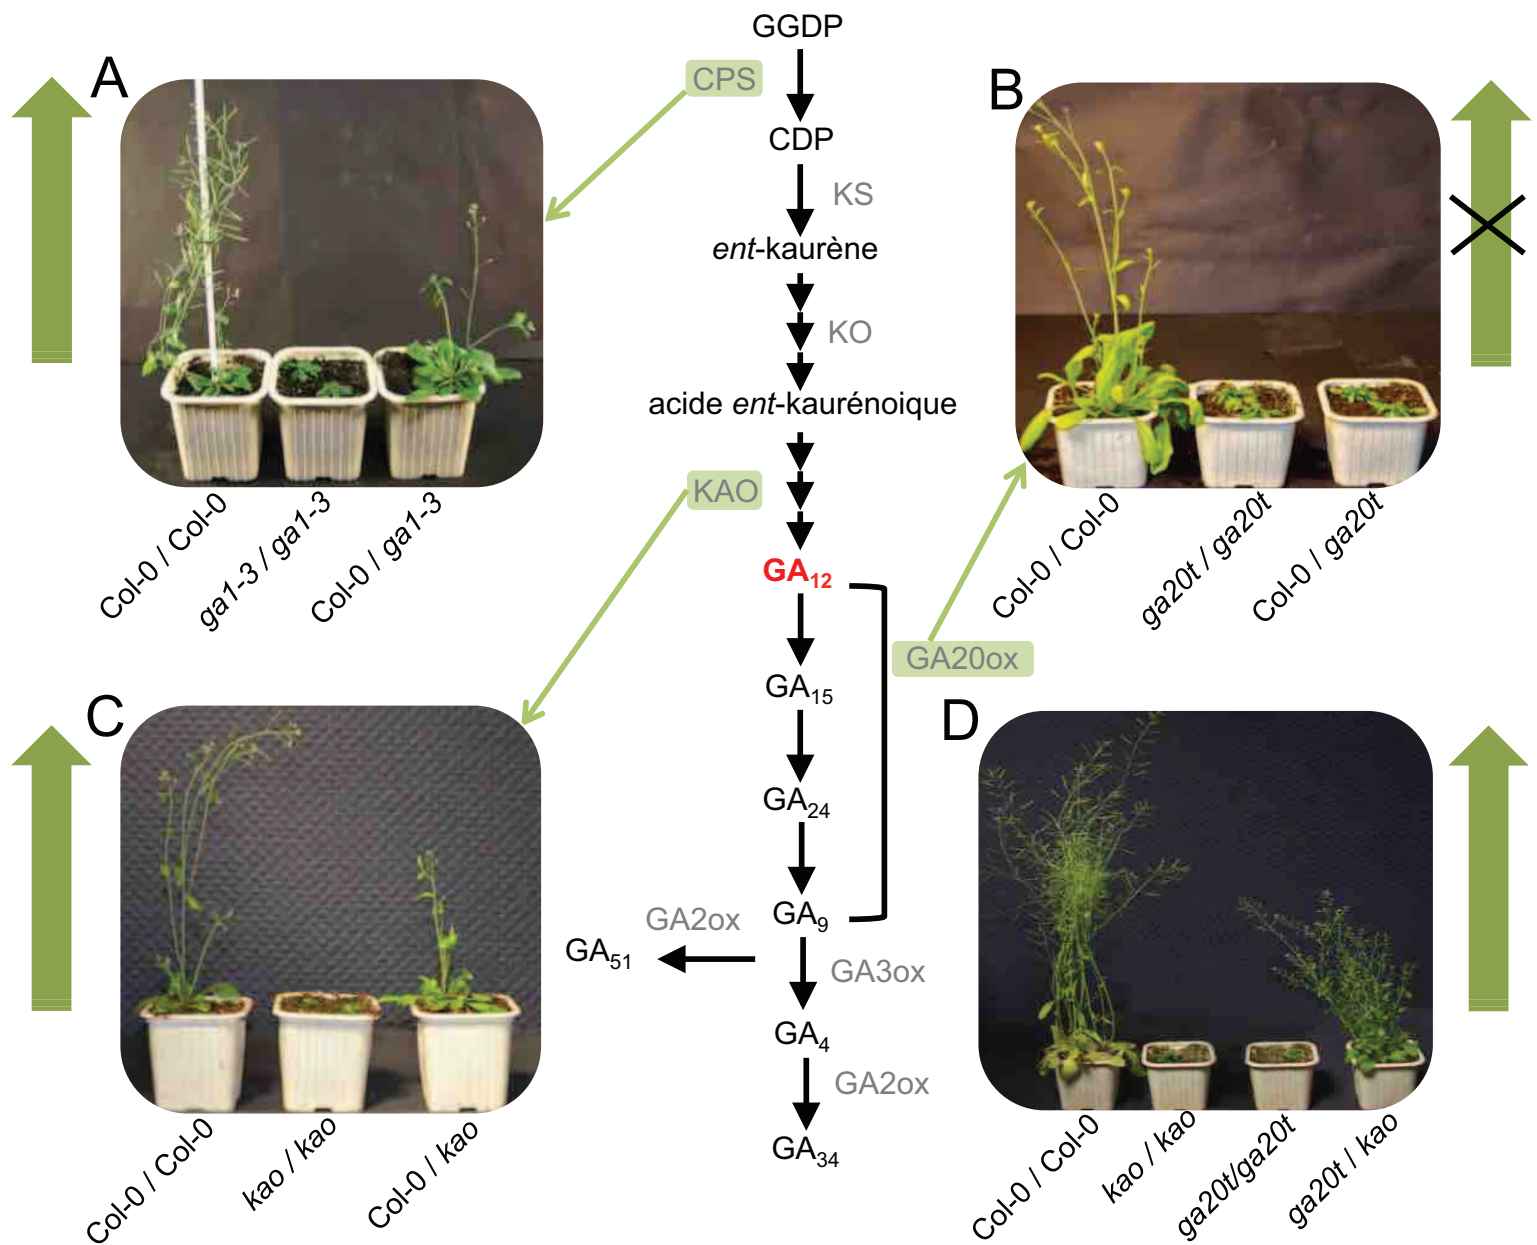 GGDP
A
CPS
B
CDP
KS
ent-kaurène
KO
acide ent-kaurénoique
KAO
Col-0 / Col-0
ga1-3 / ga1-3
Col-0 / ga1-3
Col-0 / Col-0
ga20t / ga20t
Col-0 / ga20t
GA12
GA20ox
GA15
C
D
GA24
GA9
GA2ox
GA51
GA3ox
GA4
GA2ox
GA34
Col-0 / Col-0
kao / kao
Col-0 / kao
Col-0 / Col-0
kao / kao
ga20t/ga20t
ga20t / kao